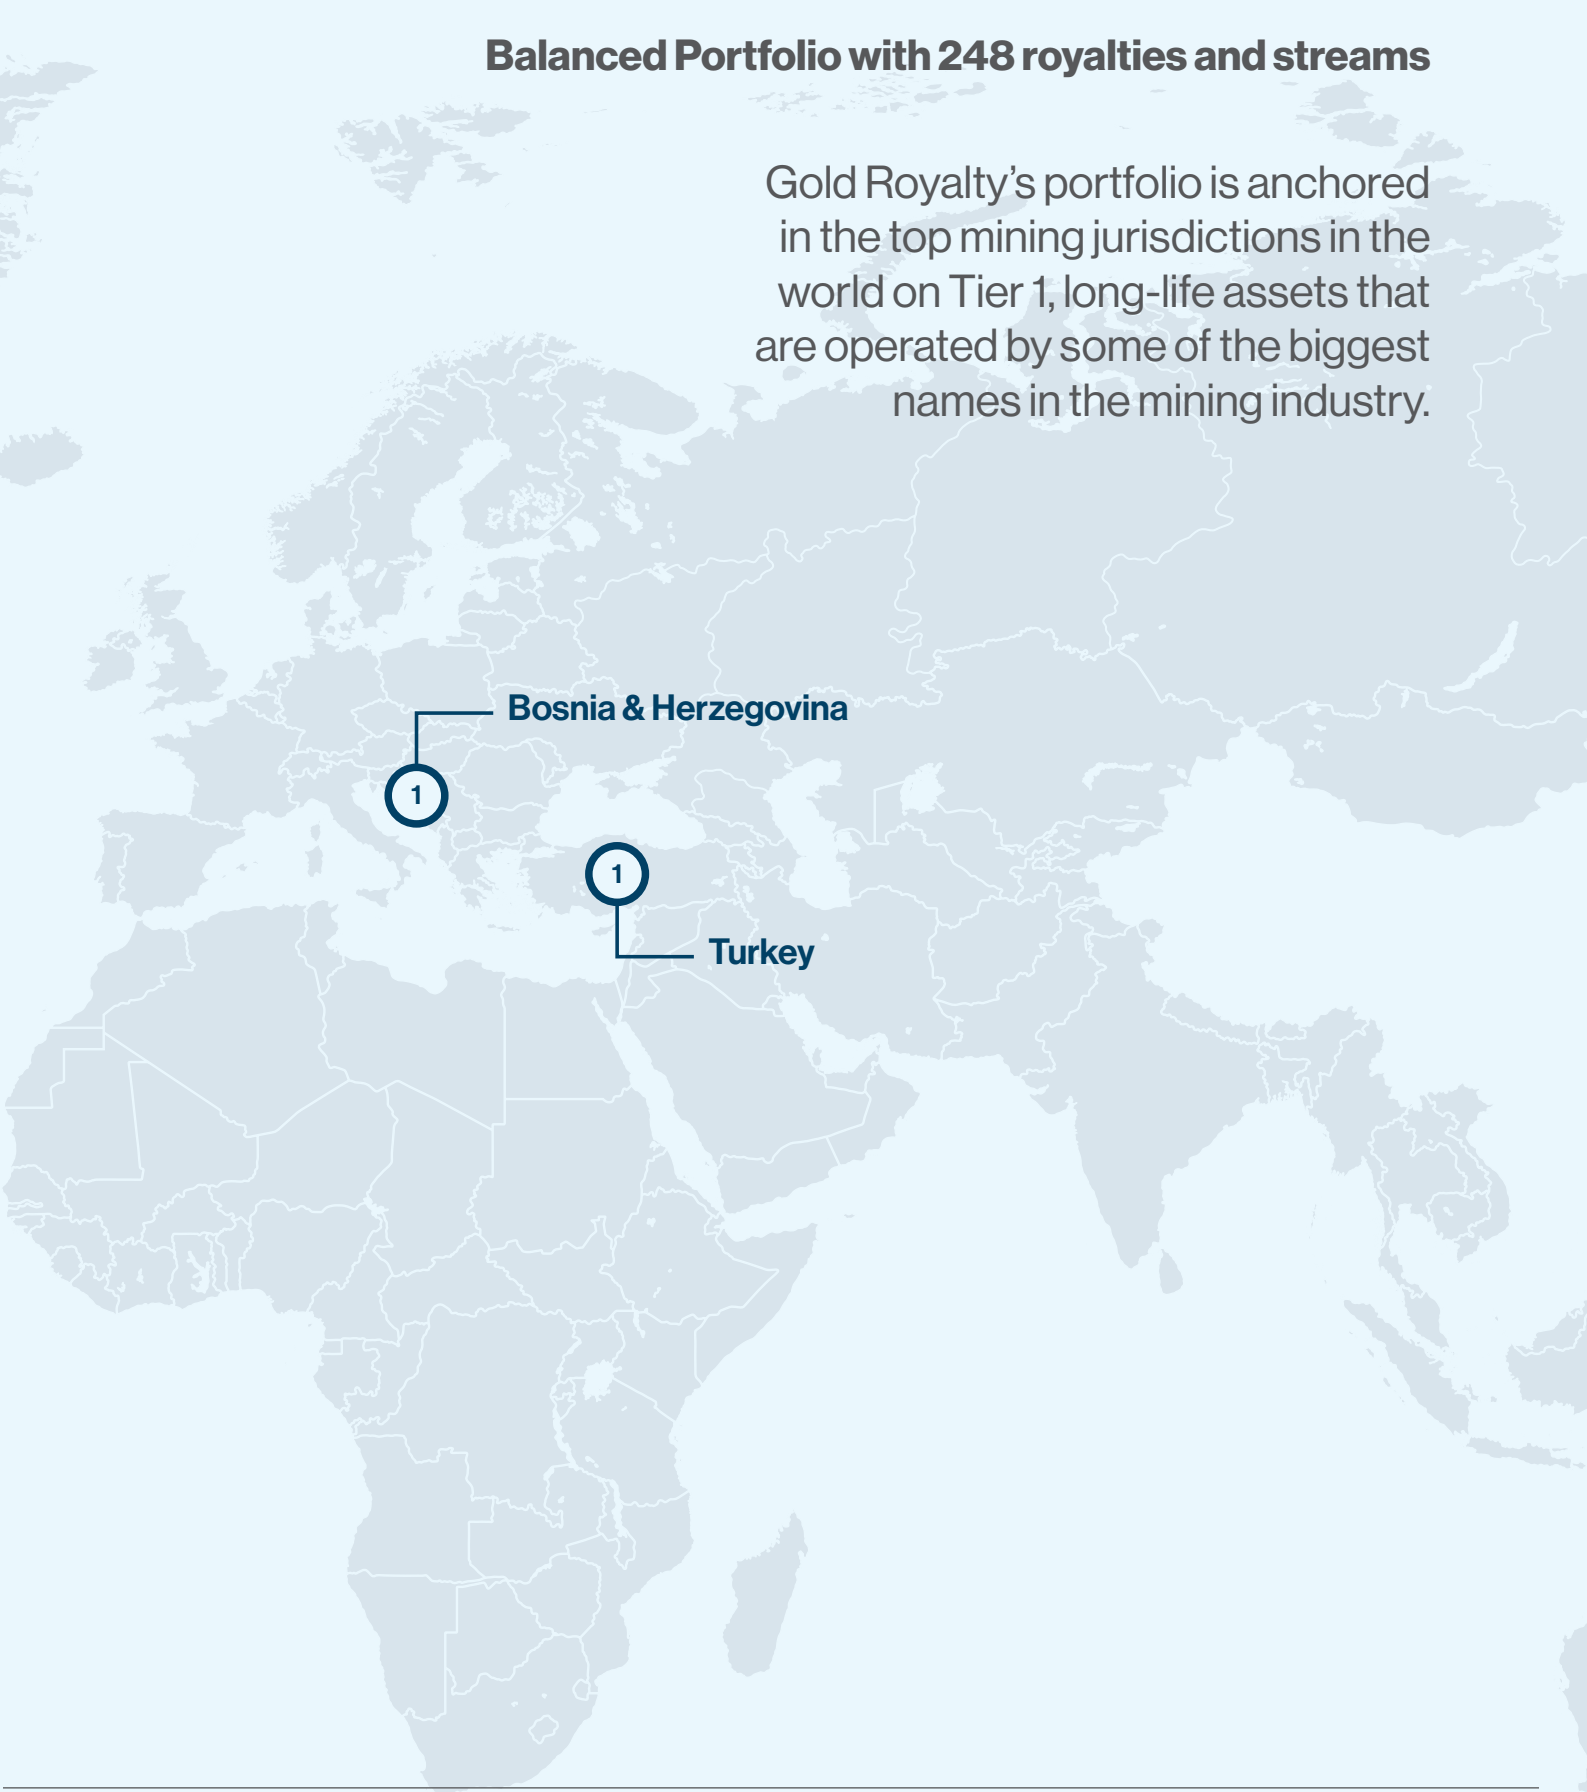 Balanced Portfolio with 248 royalties and streams
Gold Royalty’s portfolio is anchored
in the top mining jurisdictions in the
world on Tier 1, long-life assets that
are operated by some of the biggest
names in the mining industry.
Bosnia & Herzegovina
1
1
Turkey